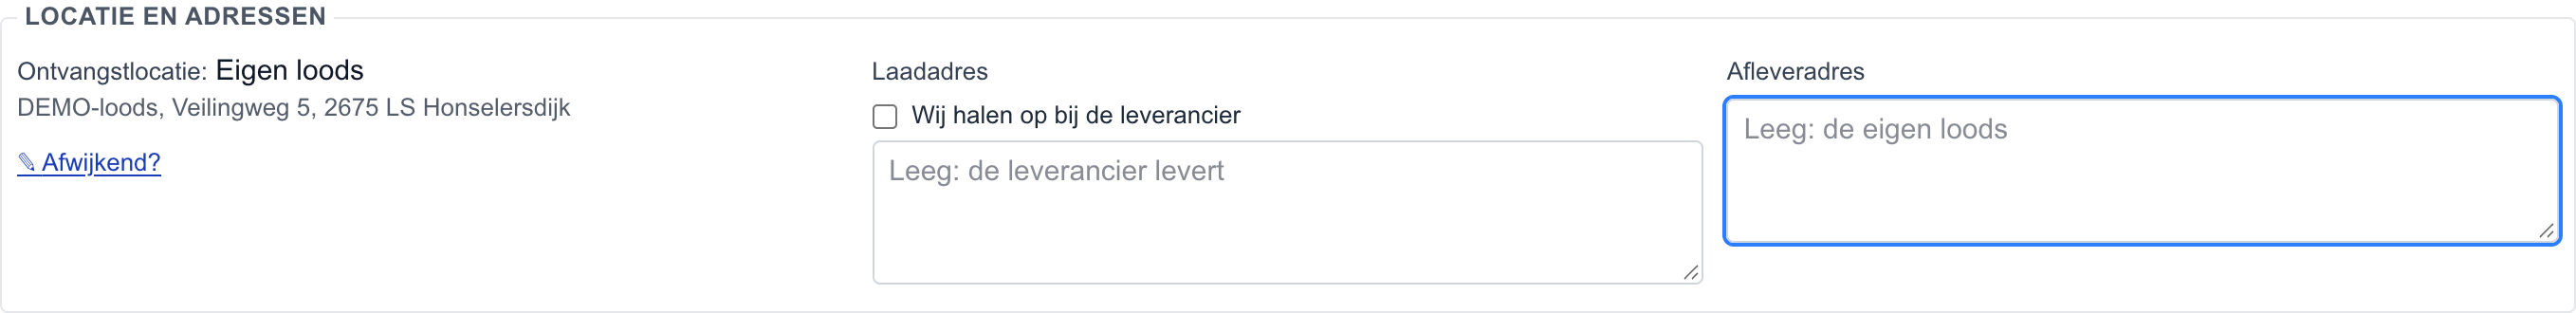 LOCATIE EN ADRESSEN
Ontvangstlocatie: Eigen loods
DEMO-loods, Veilingweg 5, 2675 LS Honselersdijk
✎ Afwijkend?
Laadadres
Wij halen op bij de leverancier
Leeg: de leverancier levert
Afleveradres
Leeg: de eigen loods